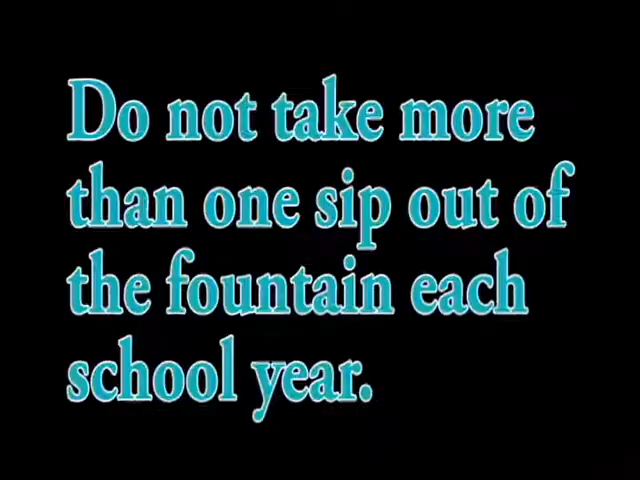 Do not take more
than one sip out of
the fountain each
school year.